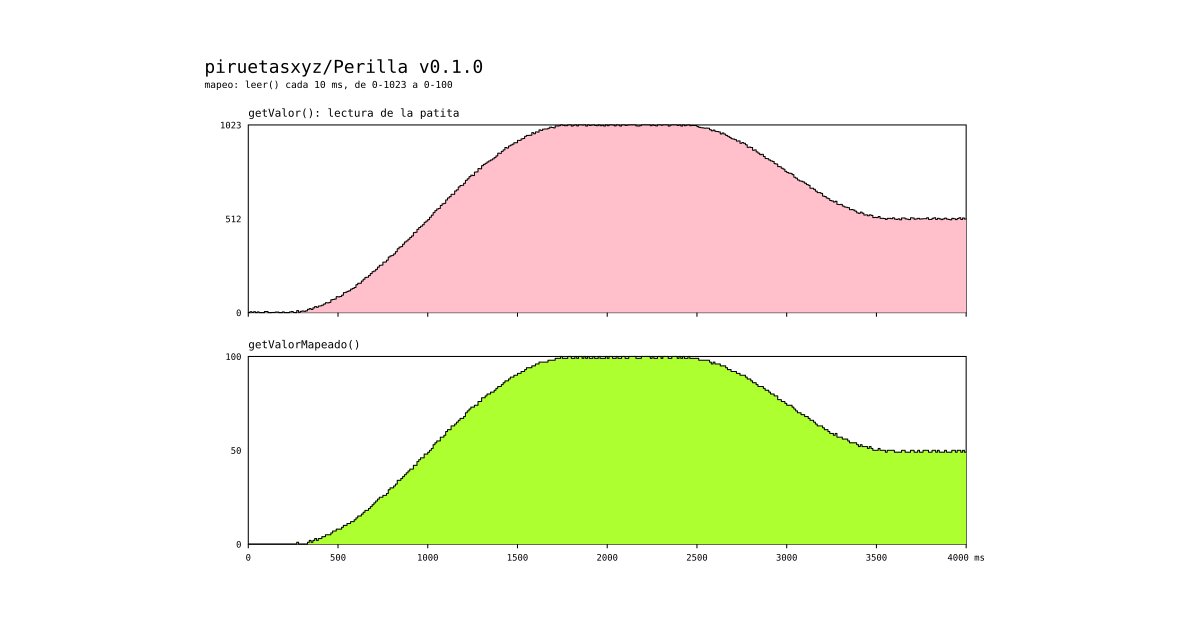 piruetasxyz/Perilla v0.1.0
mapeo: leer() cada 10 ms, de 0-1023 a 0-100
getValor(): lectura de la patita
1023
512
0
getValorMapeado()
100
50
0
0 500 1000 1500 2000 2500 3000 3500 4000 ms